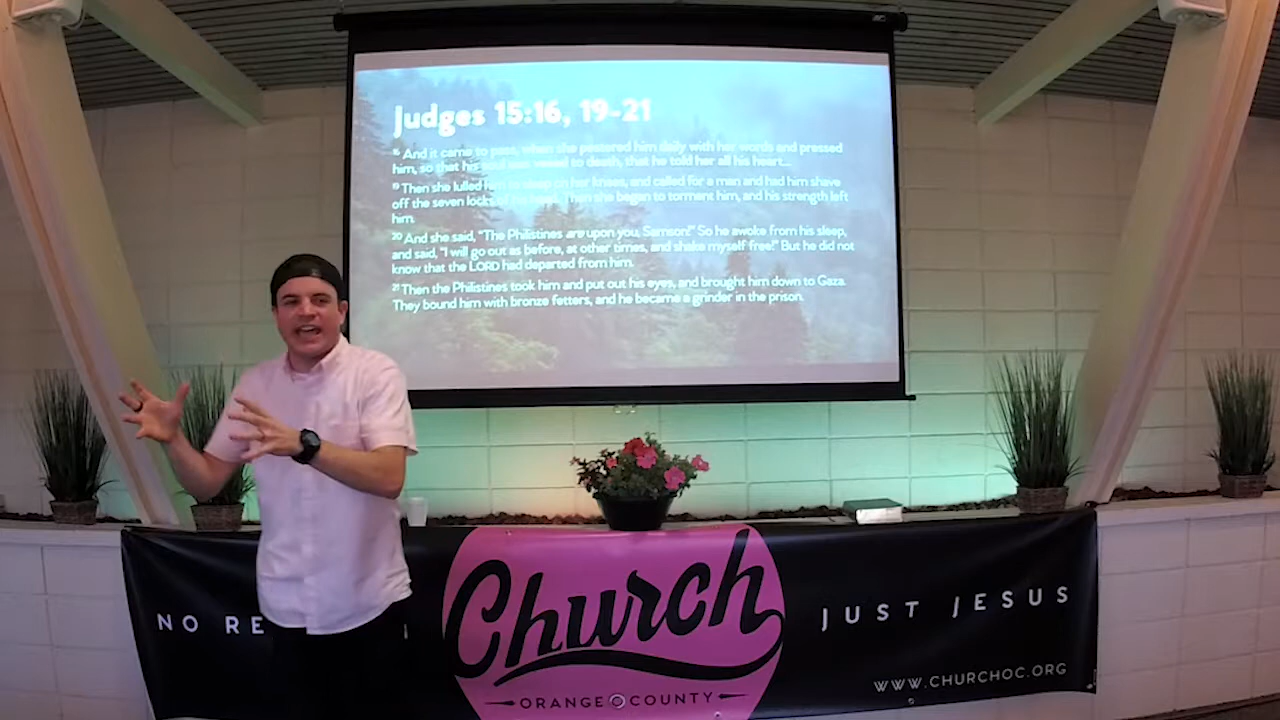 Judges 15:16, 19-21
16 And it came to pass, when she pestered him daily with her words and pressed
him, so that his soul was vexed to death, that he told her all his heart...
19 Then she lulled him to sleep on her knees, and called for a man and had him shave
off the seven locks of his head. Then she began to torment him, and his strength left
him.
20 And she said, "The Philistines are upon you, Samson!" So he awoke from his sleep,
and said, "I will go out as before, at other times, and shake myself free!" But he did not
know that the LORD had departed from him.
21 Then the Philistines took him and put out his eyes, and brought him down to Gaza.
They bound him with bronze fetters, and he became a grinder in the prison.
NO RE
Church
ORANGE COUNTY
JUST JESUS
WWW.CHURCHOC.ORG